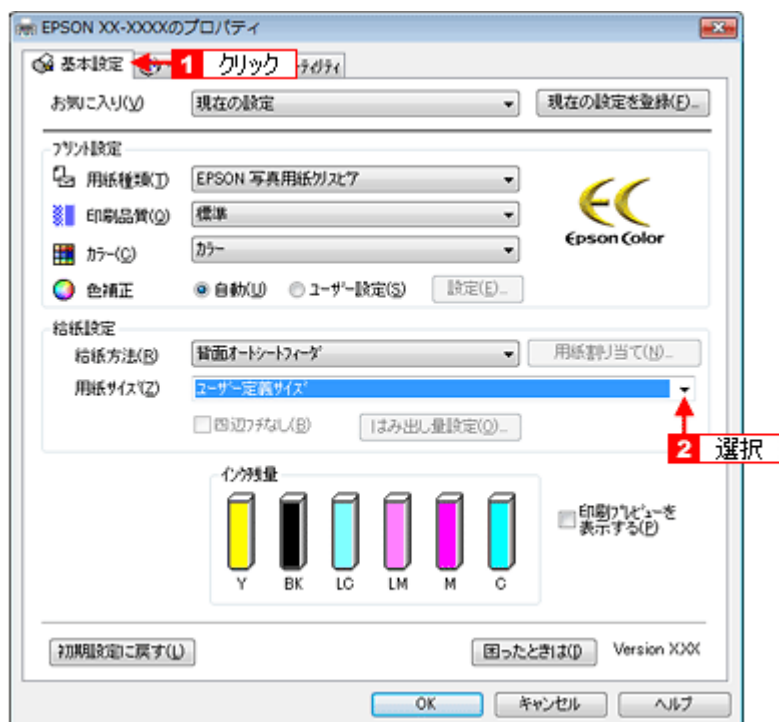 EPSON XX-XXXXのプロパティ
基本設定
1 クリック
ーティリティ
お気に入り(V) 現在の設定 現在の設定を登録(F)...
プリント設定
用紙種類(T) EPSON 写真用紙クリスピア
印刷品質(Q) 標準
カラー(C) カラー
Epson Color
色補正 自動(U) ユーザー設定(S) 設定(E)...
給紙設定
給紙方法(R) 背面オートシートフィーダ 用紙割り当て(N)...
用紙サイズ(Z) ユーザー定義サイズ
四辺フチなし(B) はみ出し量設定(O)...
2 選択
インク残量
Y BK LC LM M C
印刷プレビューを
表示する(P)
初期設定に戻す(L) 困ったときは(I) Version X.XX
OK キャンセル ヘルプ